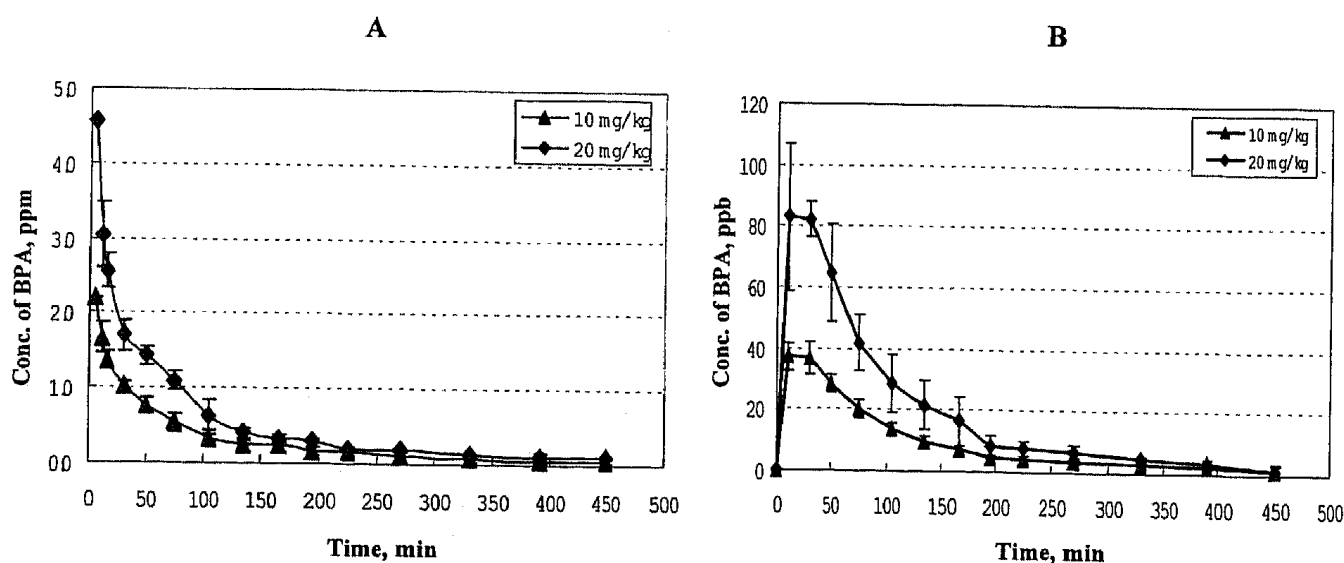 A
Conc. of BPA, ppm
5.0
4.0
3.0
2.0
1.0
0.0
10 mg/kg
20 mg/kg
0 50 100 150 200 250 300 350 400 450 500
Time, min
B
Conc. of BPA, ppb
120
100
80
60
40
20
0
10 mg/kg
20 mg/kg
0 50 100 150 200 250 300 350 400 450 500
Time, min